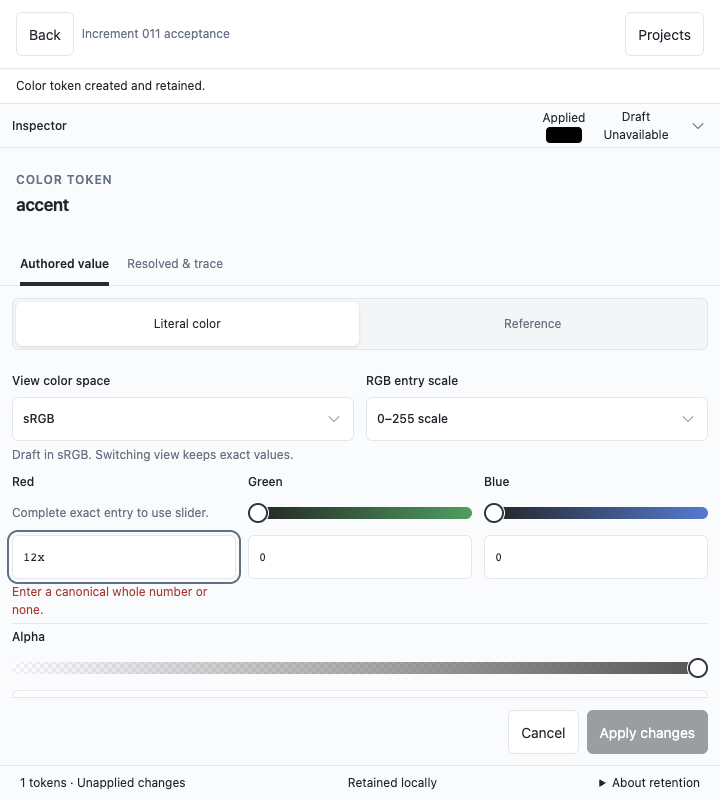 Back
Increment 011 acceptance
Projects
Color token created and retained.
Inspector
Applied
Draft
Unavailable
COLOR TOKEN
accent
Authored value
Resolved & trace
Literal color
Reference
View color space
RGB entry scale
sRGB
0–255 scale
Draft in sRGB. Switching view keeps exact values.
Red
Green
Blue
Complete exact entry to use slider.
12x
0
0
Enter a canonical whole number or
none.
Alpha
Cancel
Apply changes
1 tokens · Unapplied changes
Retained locally
About retention